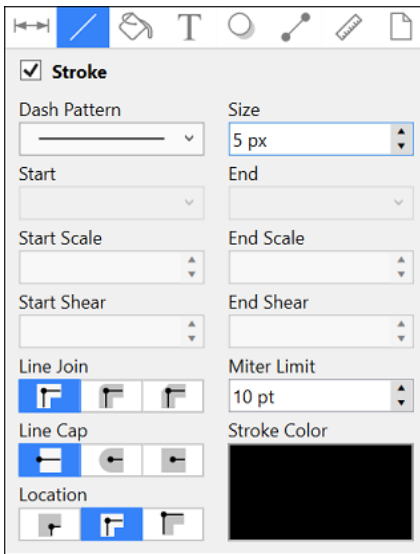 T
Stroke
Dash Pattern Size
5 px
Start End
Start Scale End Scale
Start Shear End Shear
Line Join Miter Limit
10 pt
Line Cap Stroke Color
Location